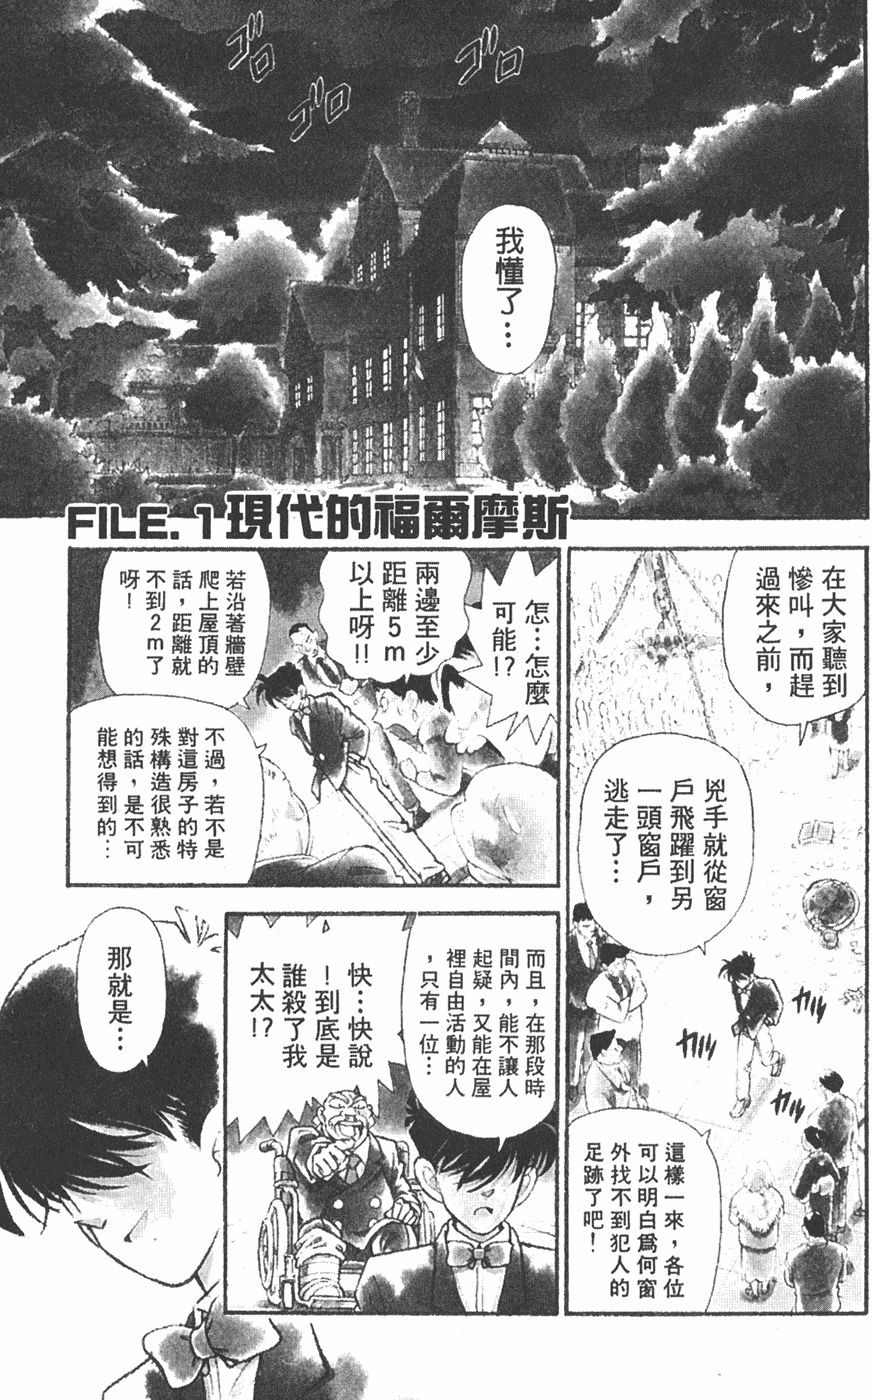 ゴロ
ゴロ
ゴロ
我懂了…
FILE.1現代的福爾摩斯
在大家聽到
慘叫，而趕
過來之前，
兇手就從窗
戶飛躍到另
一頭窗戶，
逃走了…
カッ
カッ
カッ
這樣一來，各位
可以明白爲何窗
外找不到犯人的
足跡了吧！
怎…怎麼
可能!?
兩邊至少
距離5m
以上呀!!
若沿著牆壁
爬上屋頂的
話，距離就
不到2m了
呀！
不過，若不是
對這房子的特
殊構造很熟悉
的話，是不可
能想得到的…
而且，在那段時
間內，能不讓人
起疑，又能在屋
裡自由活動的人
，只有一位…
快…快說
！到底是
誰殺了我
太太!?
那就是…